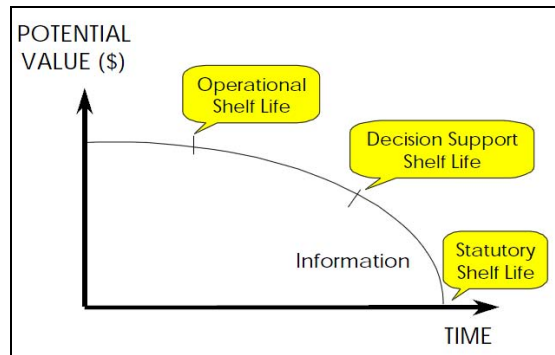 POTENTIAL
VALUE ($)
Operational
Shelf Life
Decision Support
Shelf Life
Information
Statutory
Shelf Life
TIME